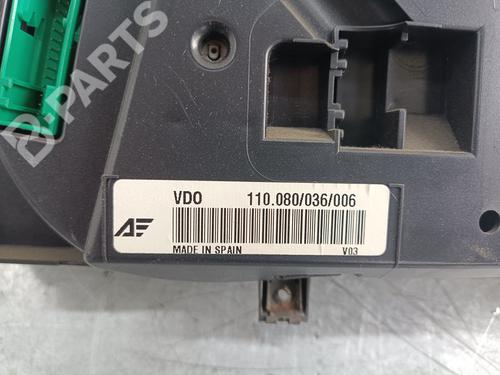 B-PARTS
VDO 110.080/036/006
AE
MADE IN SPAIN V03